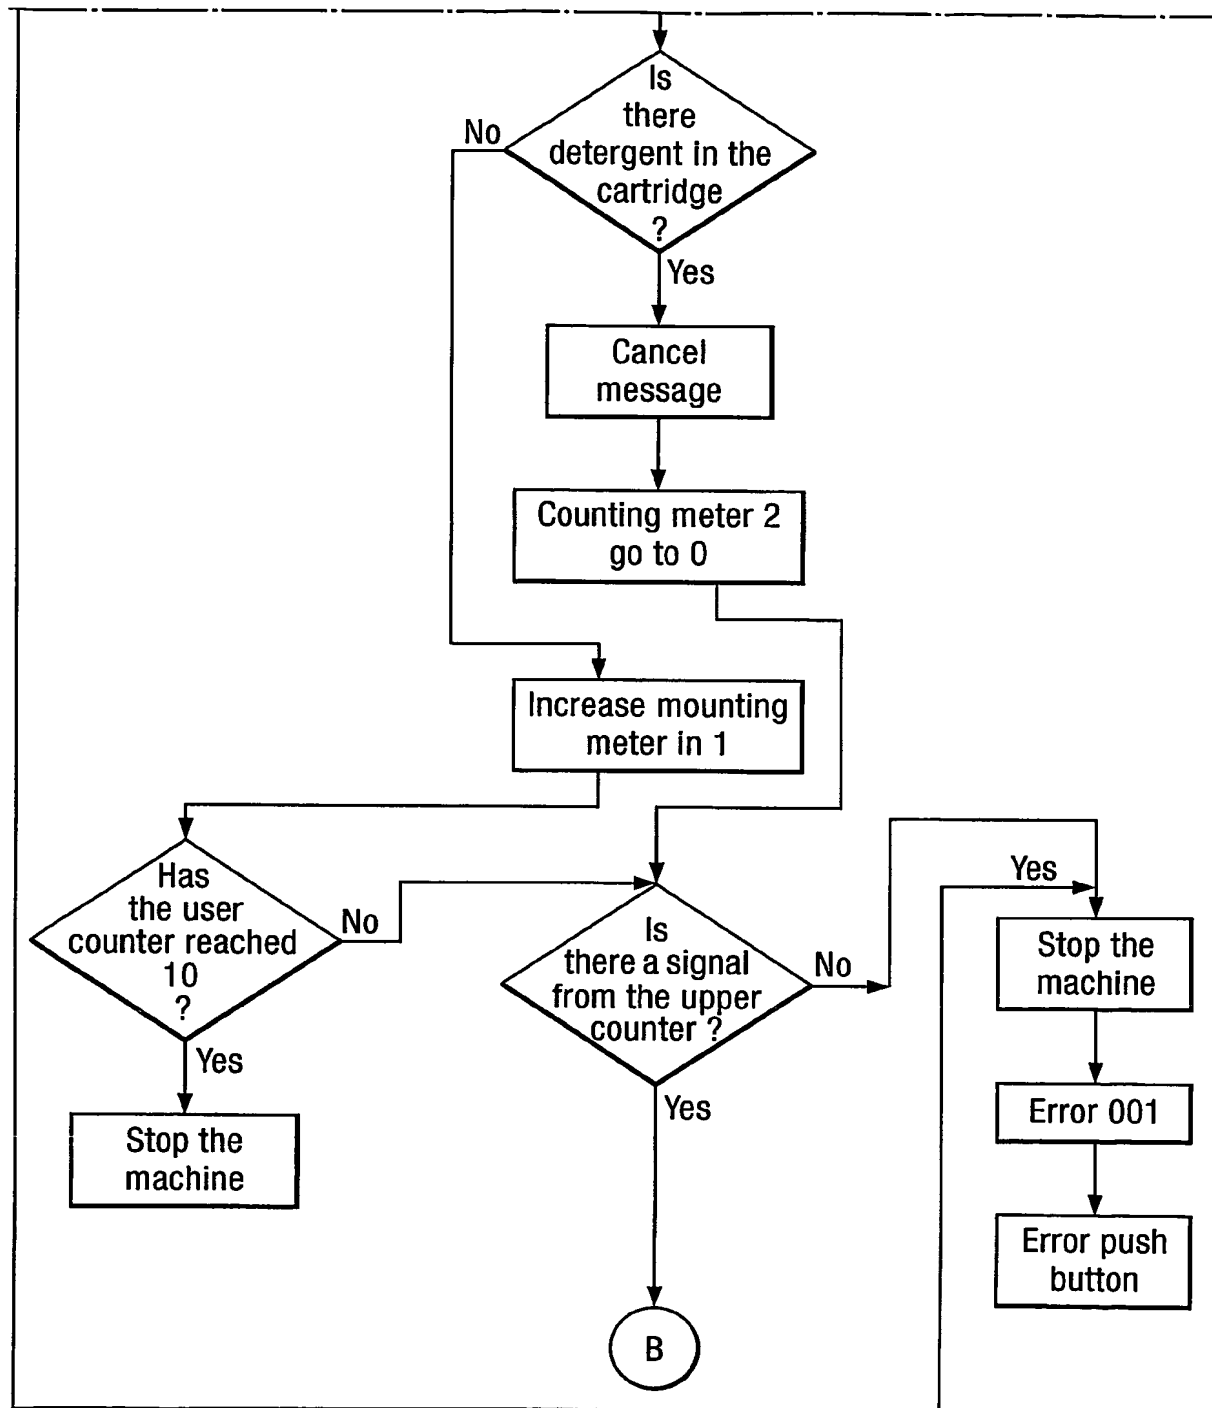 Is
there
detergent in the
cartridge
?
No
Yes
Cancel
message
Counting meter 2
go to 0
Increase mounting
meter in 1
Has
the user
counter reached
10
?
No
Yes
Stop the
machine
Is
there a signal
from the upper
counter ?
No
Yes
B
Yes
Stop the
machine
Error 001
Error push
button